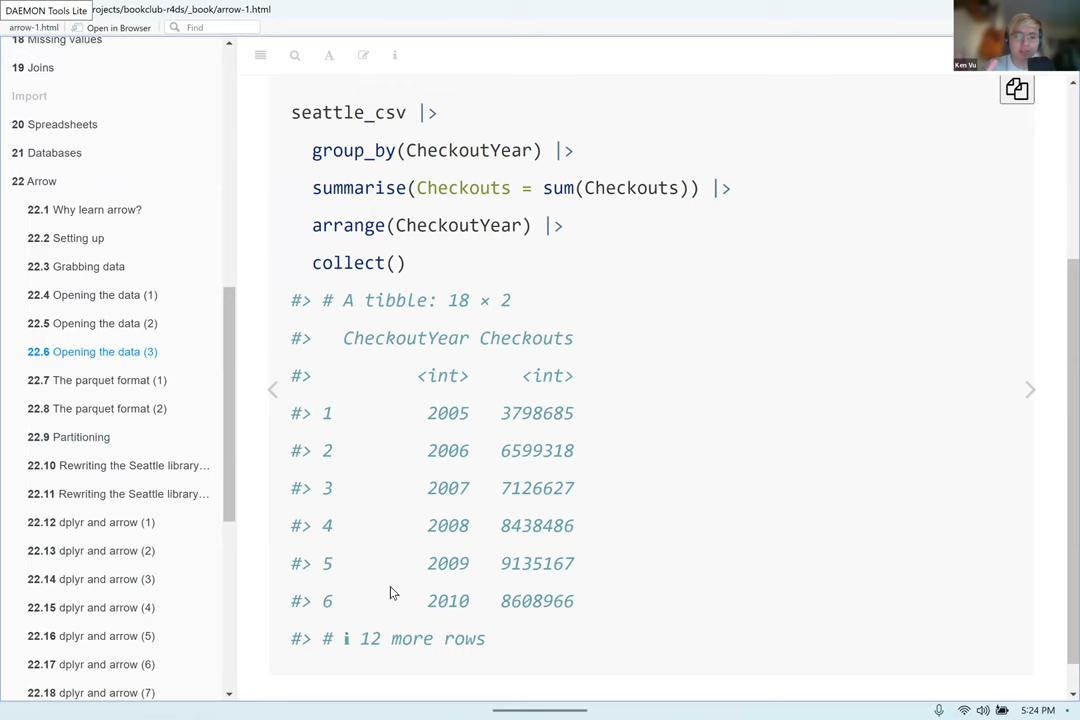 DAEMON Tools Lite
rojects/bookclub-r4ds/_book/arrow-1.html
arrow-1.html
Open in Browser
Find
18 Missing values
19 Joins
Import
20 Spreadsheets
21 Databases
22 Arrow
22.1 Why learn arrow?
22.2 Setting up
22.3 Grabbing data
22.4 Opening the data (1)
22.5 Opening the data (2)
22.6 Opening the data (3)
22.7 The parquet format (1)
22.8 The parquet format (2)
22.9 Partitioning
22.10 Rewriting the Seattle library…
22.11 Rewriting the Seattle library…
22.12 dplyr and arrow (1)
22.13 dplyr and arrow (2)
22.14 dplyr and arrow (3)
22.15 dplyr and arrow (4)
22.16 dplyr and arrow (5)
22.17 dplyr and arrow (6)
22.18 dplyr and arrow (7)
A
i
Ken Vu
seattle_csv |>
group_by(CheckoutYear) |>
summarise(Checkouts = sum(Checkouts)) |>
arrange(CheckoutYear) |>
collect()
#> # A tibble: 18 × 2
#> CheckoutYear Checkouts
#> <int> <int>
#> 1 2005 3798685
#> 2 2006 6599318
#> 3 2007 7126627
#> 4 2008 8438486
#> 5 2009 9135167
#> 6 2010 8608966
#> # ℹ 12 more rows
5:24 PM